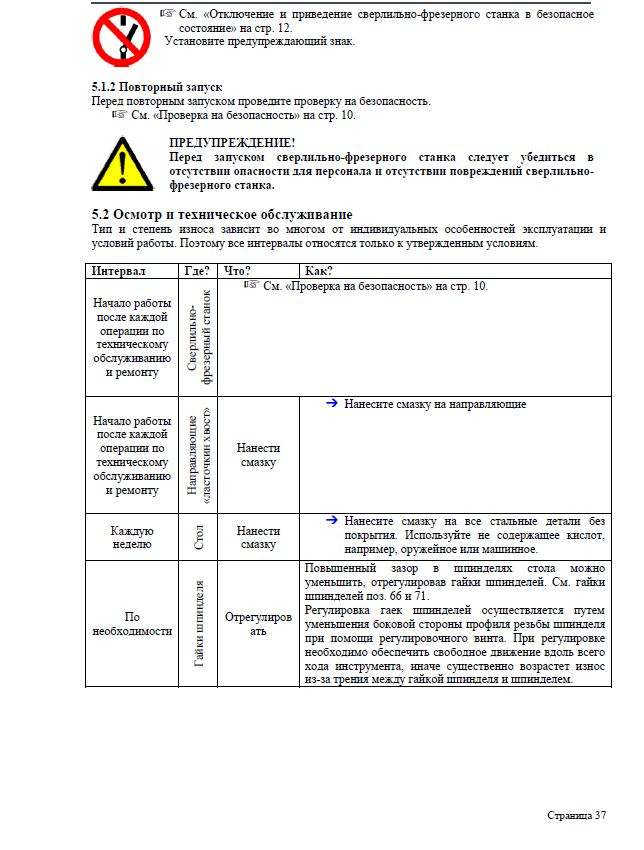 ☞ См. «Отключение и приведение сверлильно-фрезерного станка в безопасное
состояние» на стр. 12.
Установите предупреждающий знак.
5.1.2 Повторный запуск
Перед повторным запуском проведите проверку на безопасность.
☞ См. «Проверка на безопасность» на стр. 10.
ПРЕДУПРЕЖДЕНИЕ!
Перед запуском сверлильно-фрезерного станка следует убедиться в
отсутствии опасности для персонала и отсутствии повреждений сверлильно-
фрезерного станка.
5.2 Осмотр и техническое обслуживание
Тип и степень износа зависит во многом от индивидуальных особенностей эксплуатации и
условий работы. Поэтому все интервалы относятся только к утвержденным условиям.
Интервал Где? Что? Как?
Начало работы
после каждой
операции по
техническому
обслуживанию
и ремонту
Сверлильно-
фрезерный станок
☞ См. «Проверка на безопасность» на стр. 10.
Начало работы
после каждой
операции по
техническому
обслуживанию
и ремонту
Направляющие
«ласточкин хвост»
Нанести
смазку
➔ Нанесите смазку на направляющие
Каждую
неделю
Стол
Нанести
смазку
➔ Нанесите смазку на все стальные детали без
покрытия. Используйте не содержащее кислот,
например, оружейное или машинное.
По
необходимости
Гайки шпинделя
Отрегулиров
ать
Повышенный зазор в шпинделях стола можно
уменьшить, отрегулировав гайки шпинделей. См. гайки
шпинделей поз. 66 и 71.
Регулировка гаек шпинделей осуществляется путем
уменьшения боковой стороны профиля резьбы шпинделя
при помощи регулировочного винта. При регулировке
необходимо обеспечить свободное движение вдоль всего
хода инструмента, иначе существенно возрастет износ
из-за трения между гайкой шпинделя и шпинделем.
Страница 37